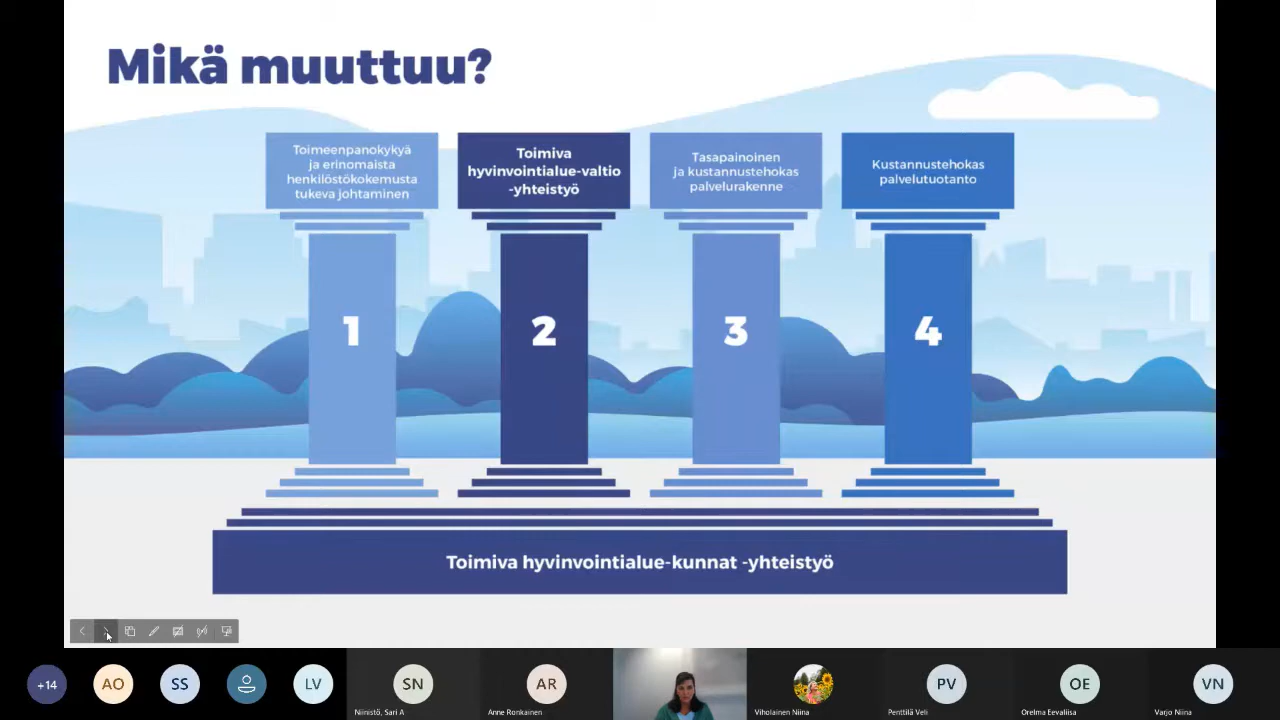 Mikä muuttuu?
Toimeenpanokykyä
ja erinomaista
henkilöstökokemusta
tukeva johtaminen
Toimiva
hyvinvointialue-valtio
-yhteistyö
Tasapainoinen
ja kustannustehokas
palvelurakenne
Kustannustehokas
palvelutuotanto
1
2
3
4
Toimiva hyvinvointialue-kunnat -yhteistyö
+14
AO
SS
LV
SN
Niinistö, Sari A
AR
Anne Ronkainen
Viholainen Niina
PV
Penttilä Veli
OE
Orelma Eevaliisa
VN
Varjo Niina